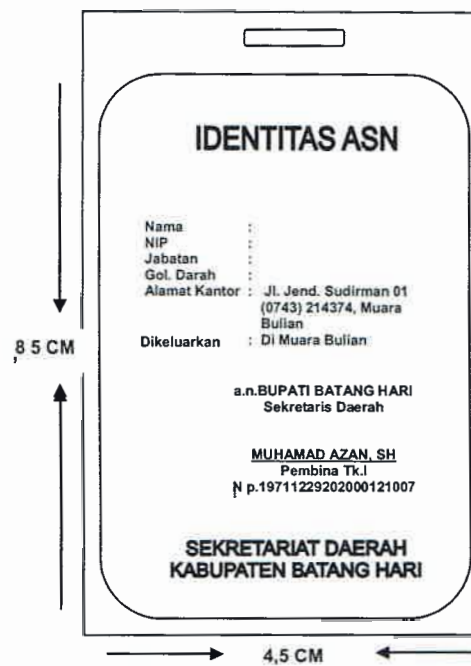 IDENTITAS ASN
Nama :
NIP :
Jabatan :
Gol. Darah :
Alamat Kantor : Jl. Jend. Sudirman 01
(0743) 214374, Muara
Bulian
Dikeluarkan : Di Muara Bulian
,8 5 CM
a.n.BUPATI BATANG HARI
Sekretaris Daerah
MUHAMAD AZAN, SH
Pembina Tk.I
N p.19711229202000121007
SEKRETARIAT DAERAH
KABUPATEN BATANG HARI
4,5 CM